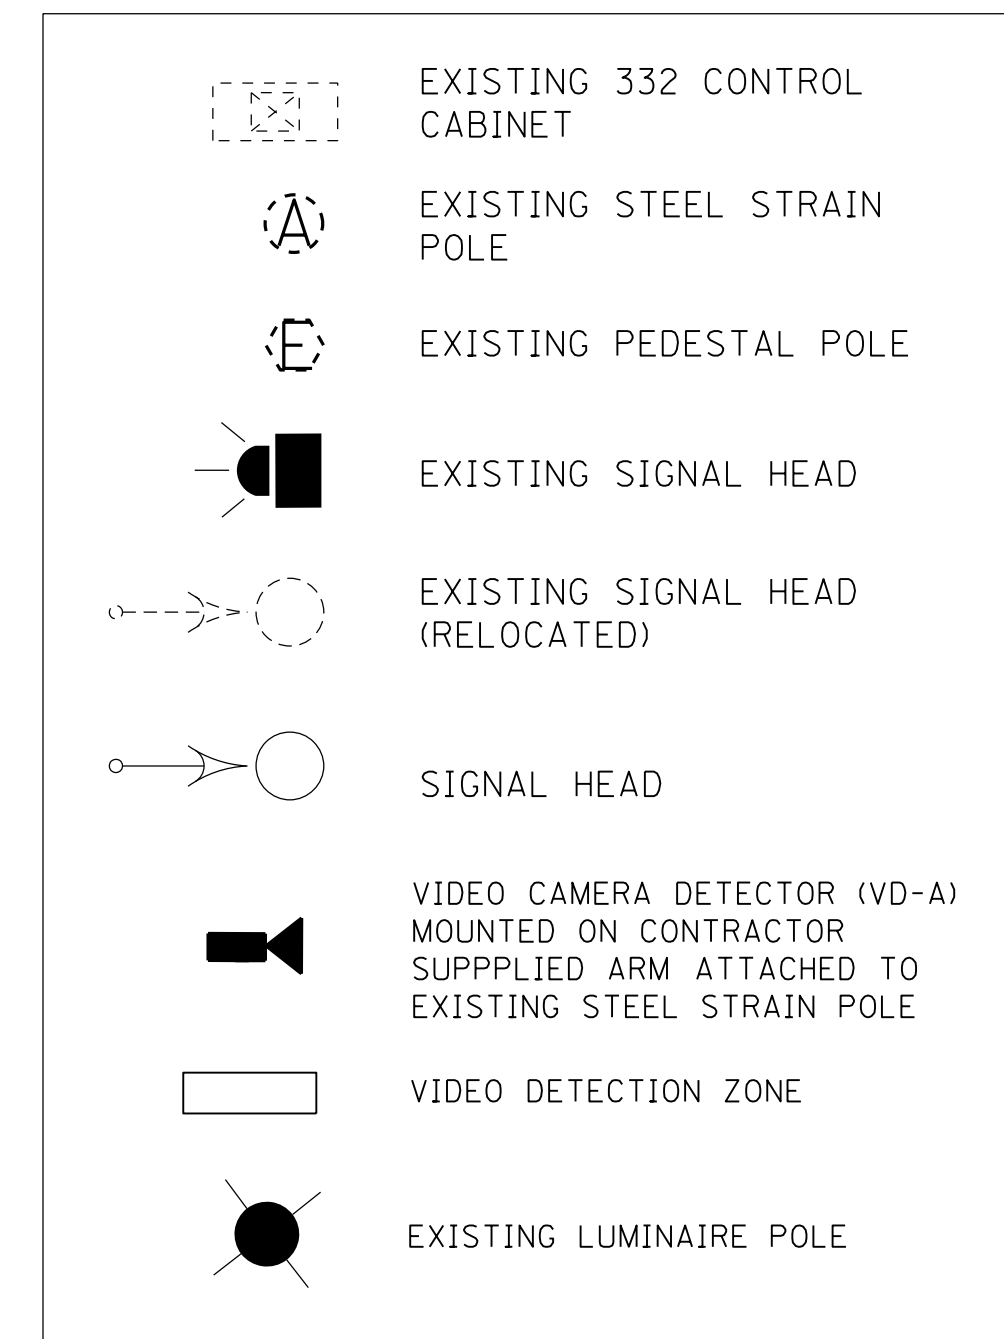 EXISTING 332 CONTROL
CABINET
A
EXISTING STEEL STRAIN
POLE
E
EXISTING PEDESTAL POLE
EXISTING SIGNAL HEAD
EXISTING SIGNAL HEAD
(RELOCATED)
SIGNAL HEAD
VIDEO CAMERA DETECTOR (VD-A)
MOUNTED ON CONTRACTOR
SUPPPLIED ARM ATTACHED TO
EXISTING STEEL STRAIN POLE
VIDEO DETECTION ZONE
EXISTING LUMINAIRE POLE